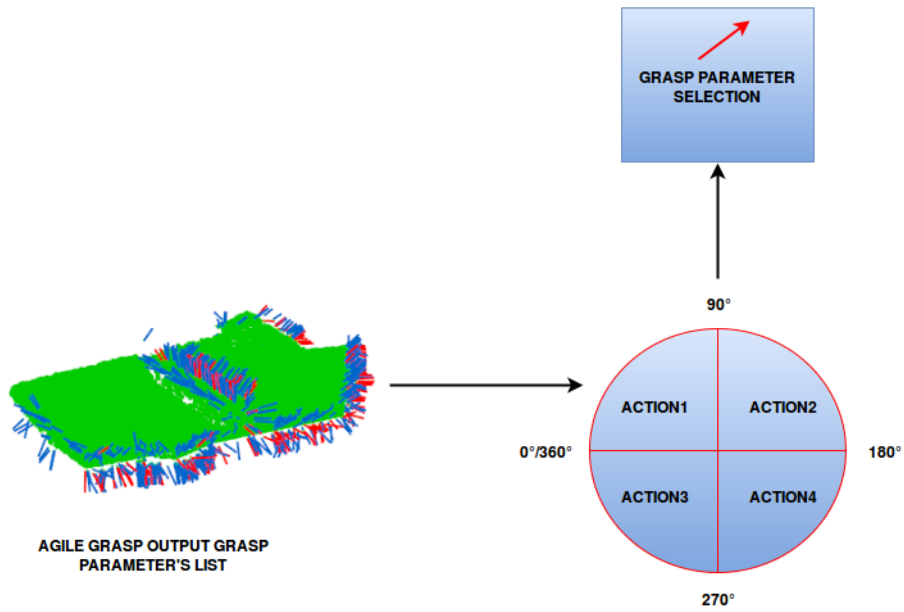 GRASP PARAMETER
SELECTION
90°
ACTION1
ACTION2
0°/360°
180°
ACTION3
ACTION4
270°
AGILE GRASP OUTPUT GRASP
PARAMETER'S LIST